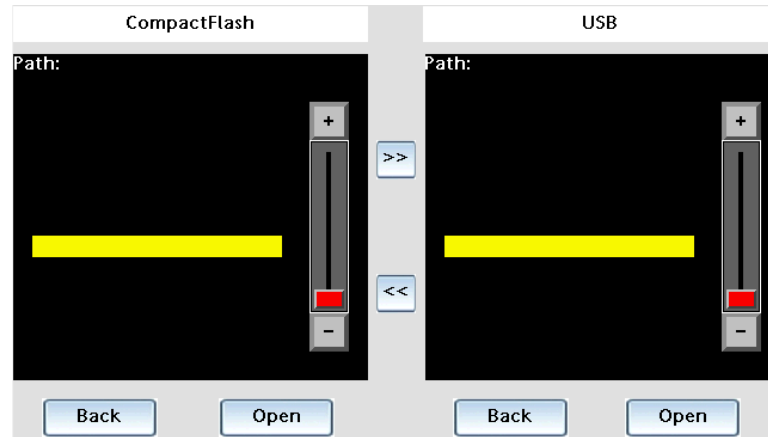 CompactFlash
Path:
+
−
Back
Open
>>
<<
USB
Path:
+
−
Back
Open